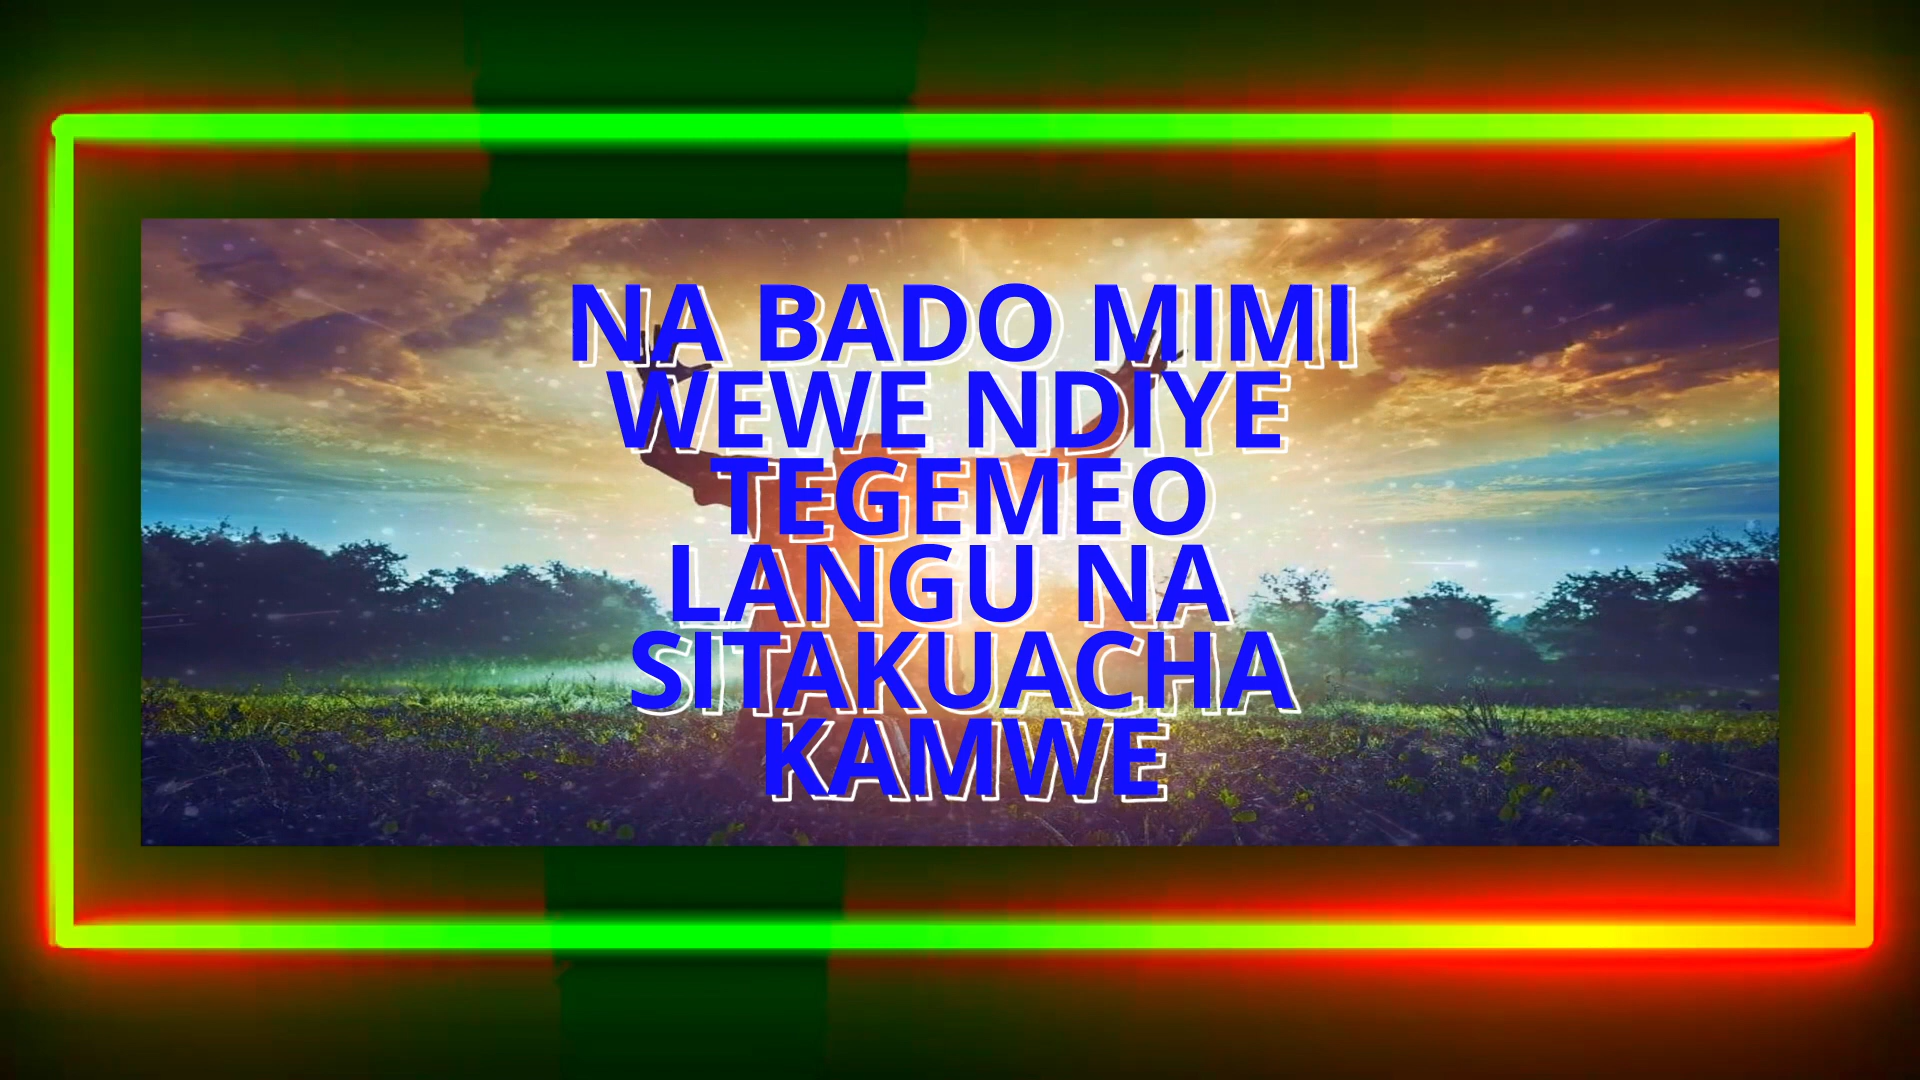 NA BADO MIMI
WEWE NDIYE
TEGEMEO
LANGU NA
SITAKUACHA
KAMWE